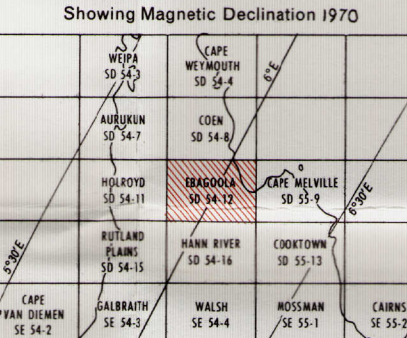 Showing Magnetic Declination 1970
WEIPA
SD 54-3
CAPE
WEYMOUTH
SD 54-4
6°E
AURUKUN
SD 54-7
COEN
SD 54-8
HOLROYD
SD 54-11
EBAGOOLA
SD 54-12
CAPE MELVILLE
SD 55-9
6°30'E
5°30'E
RUTLAND
PLAINS
SD 54-15
HANN RIVER
SD 54-16
COOKTOWN
SD 55-13
CAPE
VAN DIEMEN
SE 54-2
GALBRAITH
SE 54-3
WALSH
SE 54-4
MOSSMAN
SE 55-1
CAIRNS
SE 55-2